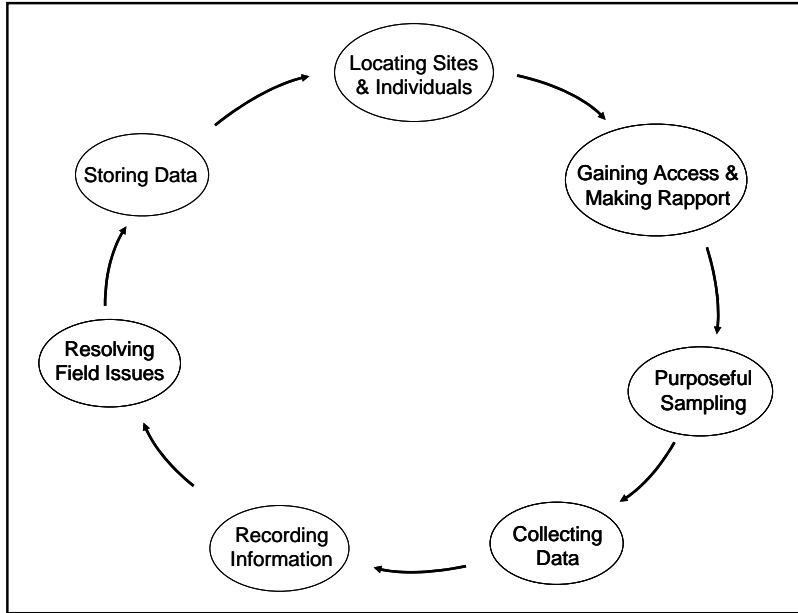 Locating Sites
& Individuals
Gaining Access &
Making Rapport
Purposeful
Sampling
Collecting
Data
Recording
Information
Resolving
Field Issues
Storing Data